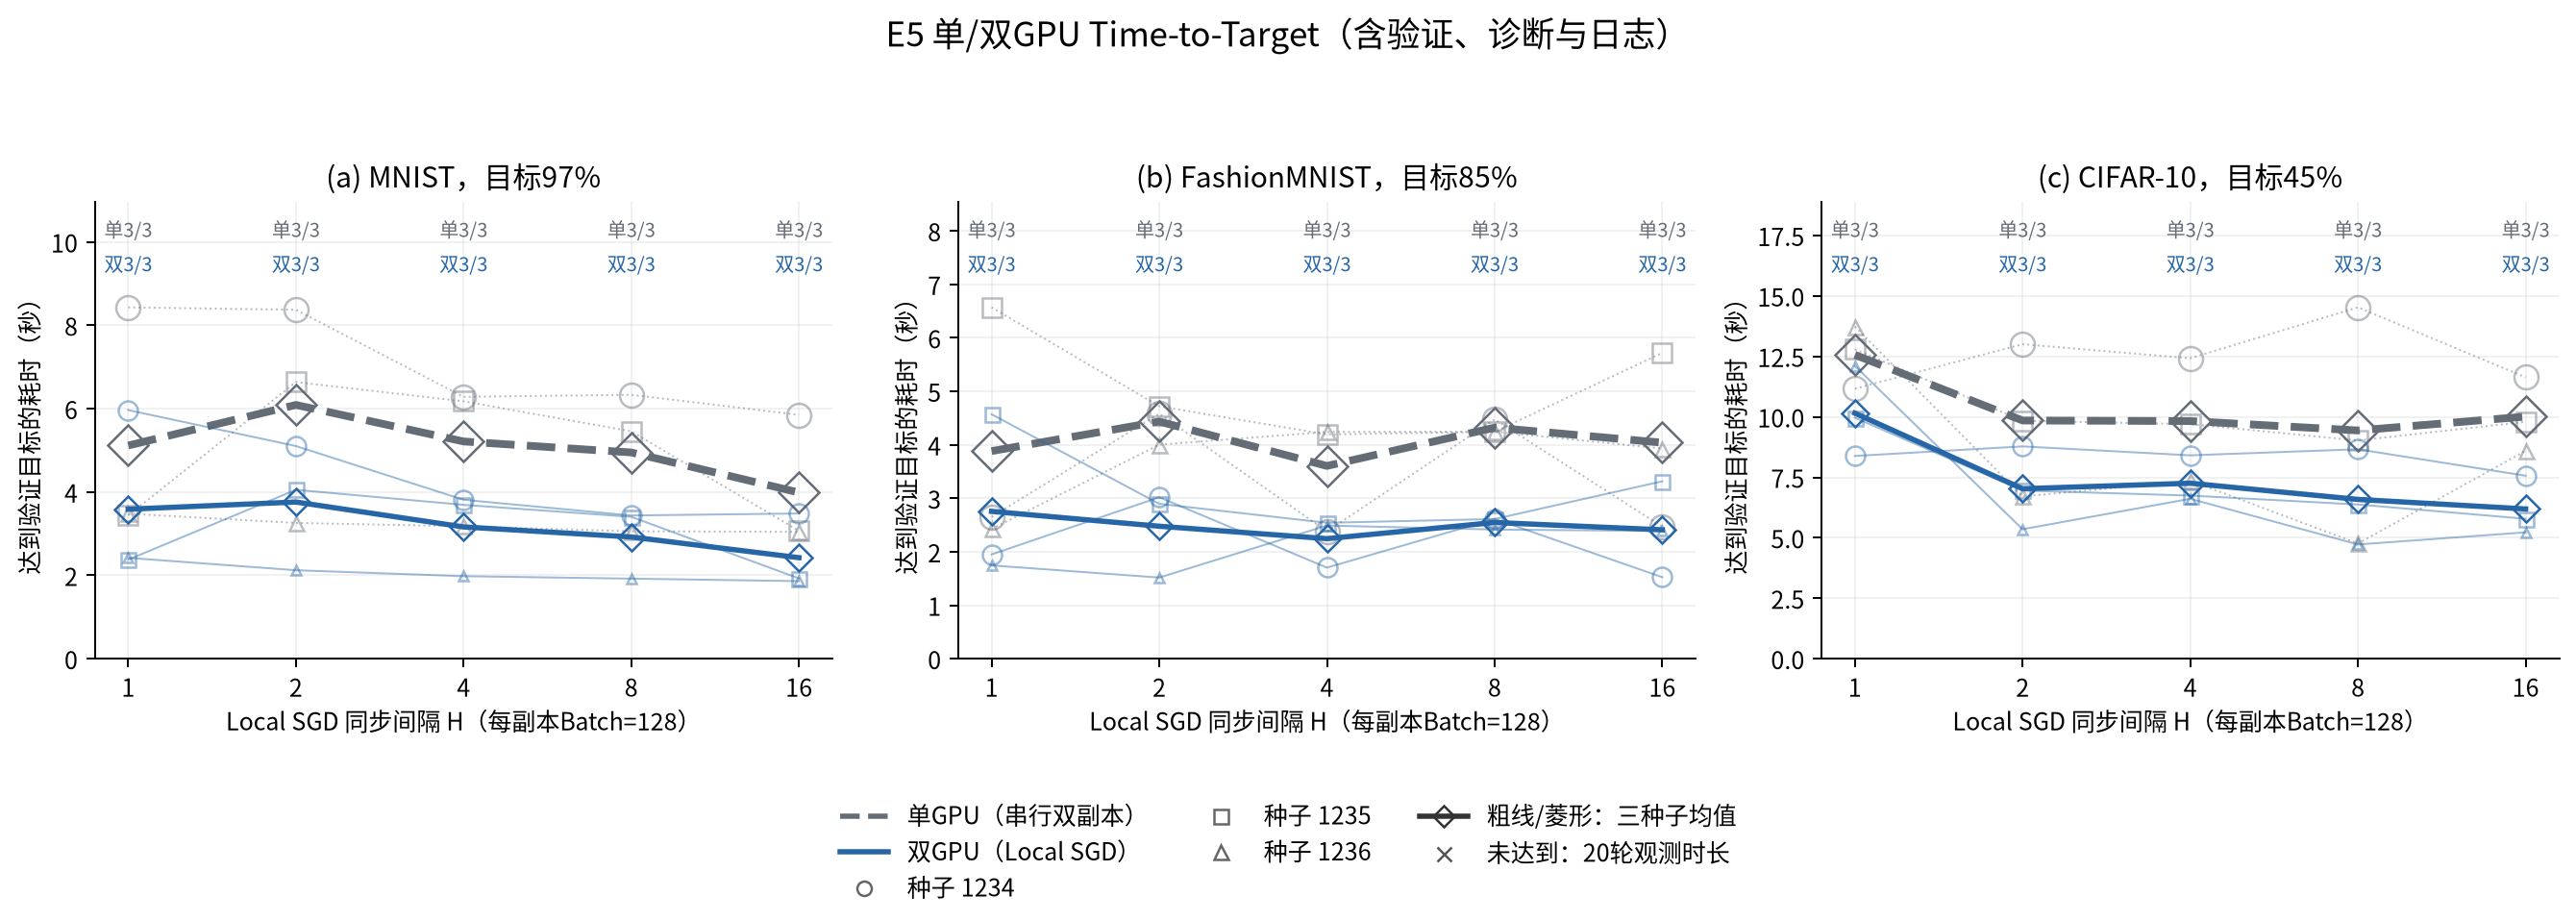 E5 单/双GPU Time-to-Target（含验证、诊断与日志）
(a) MNIST，目标97%
单3/3 单3/3 单3/3 单3/3 单3/3
双3/3 双3/3 双3/3 双3/3 双3/3
达到验证目标的耗时（秒）
10
8
6
4
2
0
1 2 4 8 16
Local SGD 同步间隔 H（每副本Batch=128）
(b) FashionMNIST，目标85%
单3/3 单3/3 单3/3 单3/3 单3/3
双3/3 双3/3 双3/3 双3/3 双3/3
达到验证目标的耗时（秒）
8
7
6
5
4
3
2
1
0
1 2 4 8 16
Local SGD 同步间隔 H（每副本Batch=128）
(c) CIFAR-10，目标45%
单3/3 单3/3 单3/3 单3/3 单3/3
双3/3 双3/3 双3/3 双3/3 双3/3
达到验证目标的耗时（秒）
17.5
15.0
12.5
10.0
7.5
5.0
2.5
0.0
1 2 4 8 16
Local SGD 同步间隔 H（每副本Batch=128）
单GPU（串行双副本）
双GPU（Local SGD）
种子 1234
种子 1235
种子 1236
粗线/菱形：三种子均值
未达到：20轮观测时长